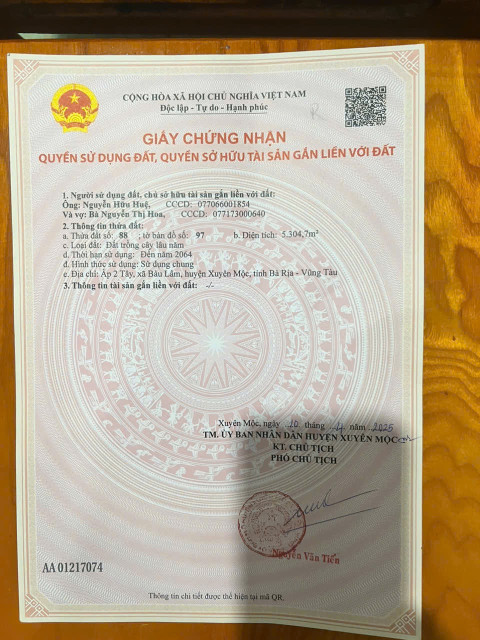 CỘNG HÒA XÃ HỘI CHỦ NGHĨA VIỆT NAM
Độc lập - Tự do - Hạnh phúc
GIẤY CHỨNG NHẬN
QUYỀN SỬ DỤNG ĐẤT, QUYỀN SỞ HỮU TÀI SẢN GẮN LIỀN VỚI ĐẤT
1. Người sử dụng đất, chủ sở hữu tài sản gắn liền với đất:
Ông: Nguyễn Hữu Huệ, CCCD: 077066001854
Và vợ: Bà Nguyễn Thị Hoa, CCCD: 077173000640
2. Thông tin thửa đất:
a. Thửa đất số: 88 ; tờ bản đồ số: 97 b. Diện tích: 5.304,7m²
c. Loại đất: Đất trồng cây lâu năm
d. Thời hạn sử dụng: Đến năm 2064
đ. Hình thức sử dụng: Sử dụng chung
e. Địa chỉ: Ấp 2 Tây, xã Bàu Lâm, huyện Xuyên Mộc, tỉnh Bà Rịa - Vũng Tàu
3. Thông tin tài sản gắn liền với đất: -/-
Xuyên Mộc, ngày 10 tháng 4 năm 2025
TM. ỦY BAN NHÂN DÂN HUYỆN XUYÊN MỘC
KT. CHỦ TỊCH
PHÓ CHỦ TỊCH
Nguyễn Văn Tiến
AA 01217074
Thông tin chi tiết được thể hiện tại mã QR.